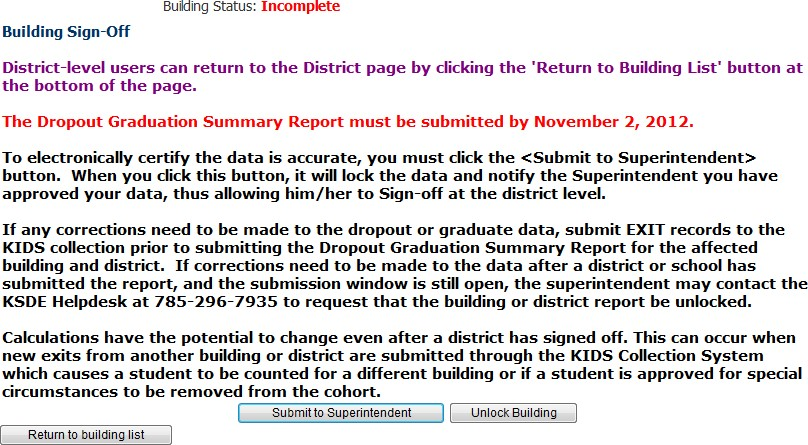 Building Status: Incomplete
Building Sign-Off
District-level users can return to the District page by clicking the 'Return to Building List' button at
the bottom of the page.
The Dropout Graduation Summary Report must be submitted by November 2, 2012.
To electronically certify the data is accurate, you must click the <Submit to Superintendent>
button.  When you click this button, it will lock the data and notify the Superintendent you have
approved your data, thus allowing him/her to Sign-off at the district level.
If any corrections need to be made to the dropout or graduate data, submit EXIT records to the
KIDS collection prior to submitting the Dropout Graduation Summary Report for the affected
building and district.  If corrections need to be made to the data after a district or school has
submitted the report, and the submission window is still open, the superintendent may contact the
KSDE Helpdesk at 785-296-7935 to request that the building or district report be unlocked.
Calculations have the potential to change even after a district has signed off. This can occur when
new exits from another building or district are submitted through the KIDS Collection System
which causes a student to be counted for a different building or if a student is approved for special
circumstances to be removed from the cohort.
Submit to Superintendent Unlock Building
Return to building list